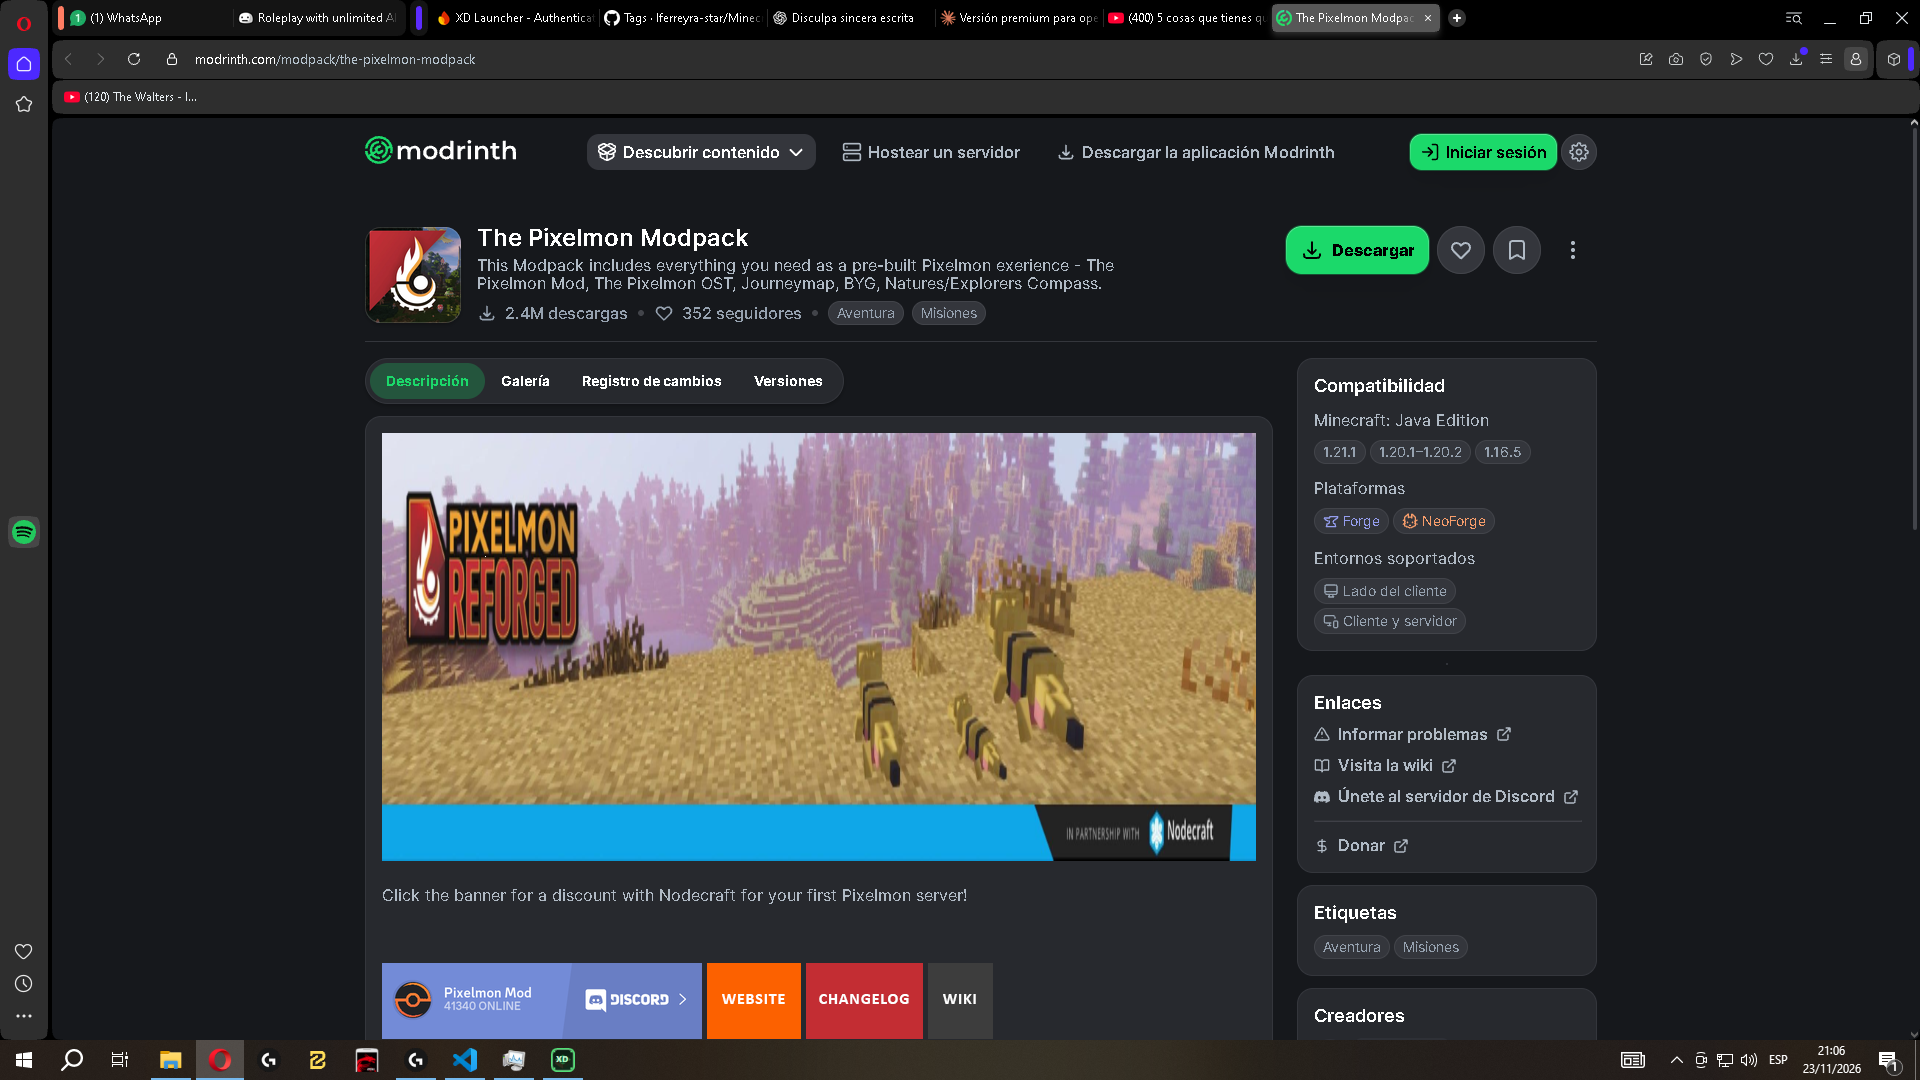 (1) WhatsApp
Roleplay with unlimited AI
XD Launcher - Authentica
Tags · lferreyra-star/Minec
Disculpa sincera escrita
Versión premium para ope
(400) 5 cosas que tienes qu
The Pixelmon Modpac
modrinth.com/modpack/the-pixelmon-modpack
(120) The Walters - I...
modrinth
Descubrir contenido
Hostear un servidor
Descargar la aplicación Modrinth
Iniciar sesión
The Pixelmon Modpack
This Modpack includes everything you need as a pre-built Pixelmon exerience - The
Pixelmon Mod, The Pixelmon OST, Journeymap, BYG, Natures/Explorers Compass.
2.4M descargas • 352 seguidores • Aventura Misiones
Descargar
Descripción
Galería
Registro de cambios
Versiones
PIXELMON
REFORGED
IN PARTNERSHIP WITH Nodecraft
Click the banner for a discount with Nodecraft for your first Pixelmon server!
Pixelmon Mod
41340 ONLINE
DISCORD
WEBSITE
CHANGELOG
WIKI
Compatibilidad
Minecraft: Java Edition
1.21.1 1.20.1–1.20.2 1.16.5
Plataformas
Forge NeoForge
Entornos soportados
Lado del cliente
Cliente y servidor
Enlaces
Informar problemas
Visita la wiki
Únete al servidor de Discord
Donar
Etiquetas
Aventura Misiones
Creadores
XD
ESP
21:06
23/11/2026
1